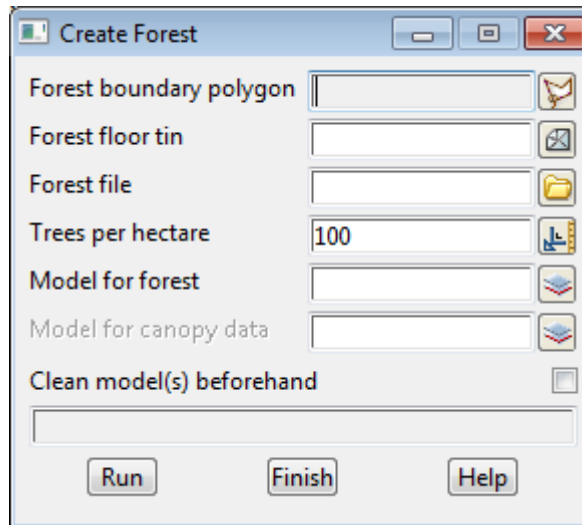 Create Forest
Forest boundary polygon
Forest floor tin
Forest file
Trees per hectare 100
Model for forest
Model for canopy data
Clean model(s) beforehand
Run Finish Help